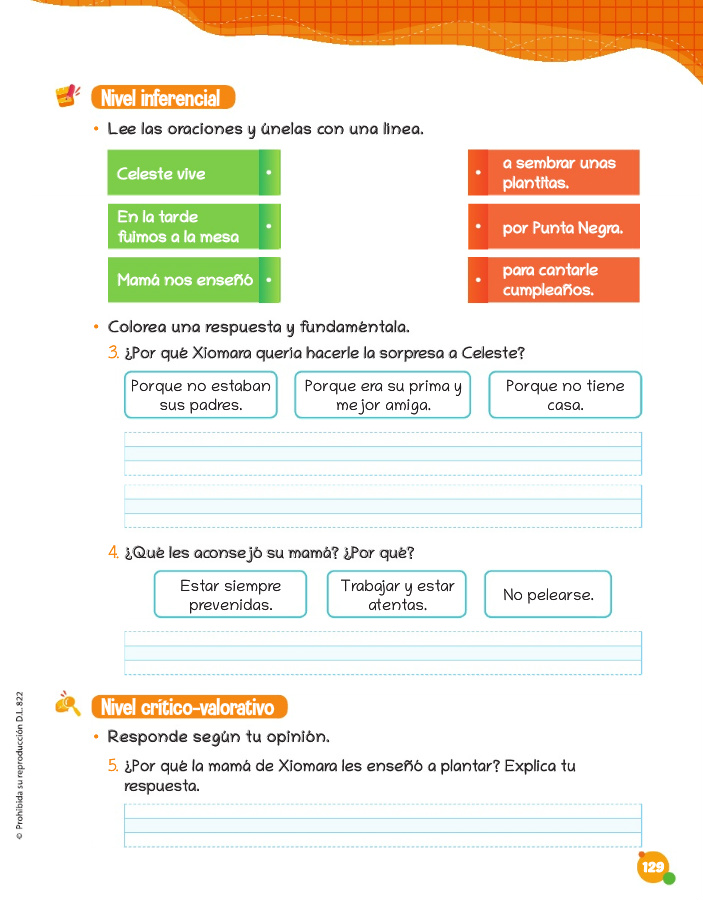 Nivel inferencial
• Lee las oraciones y únelas con una línea.
Celeste vive
a sembrar unas
plantitas.
En la tarde
fuimos a la mesa
por Punta Negra.
Mamá nos enseñó
para cantarle
cumpleaños.
• Colorea una respuesta y fundaméntala.
3. ¿Por qué Xiomara quería hacerle la sorpresa a Celeste?
Porque no estaban
sus padres.
Porque era su prima y
mejor amiga.
Porque no tiene
casa.
4. ¿Qué les aconsejó su mamá? ¿Por qué?
Estar siempre
prevenidas.
Trabajar y estar
atentas.
No pelearse.
Nivel crítico-valorativo
• Responde según tu opinión.
5. ¿Por qué la mamá de Xiomara les enseñó a plantar? Explica tu
respuesta.
© Prohibida su reproducción D.L. 822
129